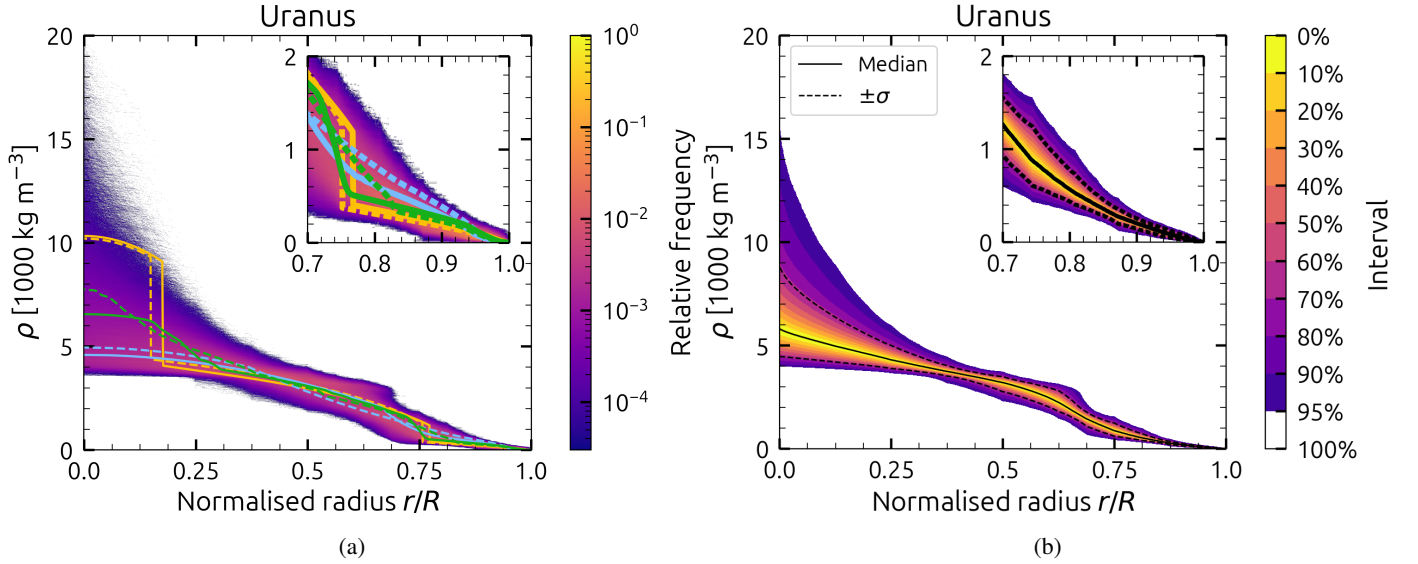 Uranus
20
15
10
5
0
ρ [1000 kg m⁻³]
0.0 0.25 0.5 0.75 1.0
Normalised radius r/R
2
1
0
0.7 0.8 0.9 1.0
10⁰
10⁻¹
10⁻²
10⁻³
10⁻⁴
Relative frequency
(a)
Uranus
20
15
10
5
0
ρ [1000 kg m⁻³]
Median
±σ
0.0 0.25 0.5 0.75 1.0
Normalised radius r/R
2
1
0
0.7 0.8 0.9 1.0
0%
10%
20%
30%
40%
50%
60%
70%
80%
90%
95%
100%
Interval
(b)